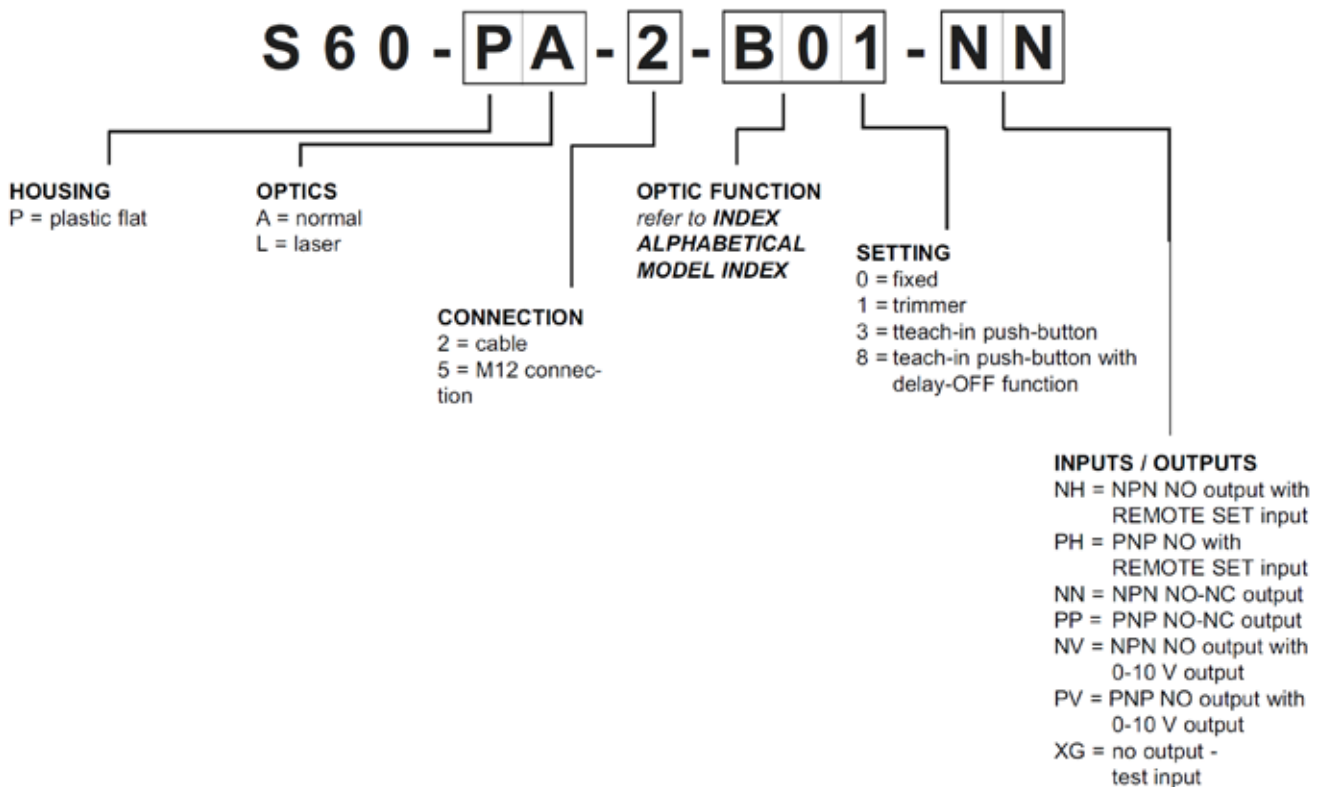 S60-PA-2-B01-NN
HOUSING
P = plastic flat
OPTICS
A = normal
L = laser
CONNECTION
2 = cable
5 = M12 connec-
tion
OPTIC FUNCTION
refer to INDEX
ALPHABETICAL
MODEL INDEX
SETTING
0 = fixed
1 = trimmer
3 = tteach-in push-button
8 = teach-in push-button with
delay-OFF function
INPUTS / OUTPUTS
NH = NPN NO output with
REMOTE SET input
PH = PNP NO with
REMOTE SET input
NN = NPN NO-NC output
PP = PNP NO-NC output
NV = NPN NO output with
0-10 V output
PV = PNP NO output with
0-10 V output
XG = no output -
test input